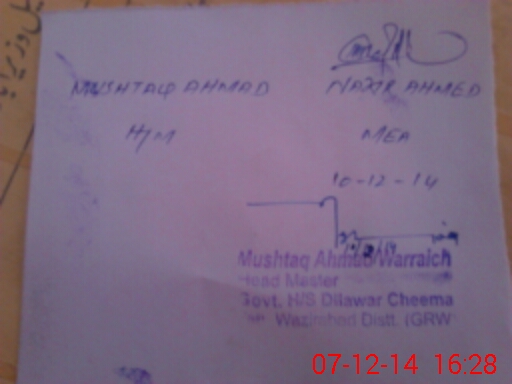 MUSHTAQ AHMAD
NAZIR AHMED
H/M
MEA
10-12-14
Mushtaq Ahmed Warraich
Head Master
Govt. H/S Dilawar Cheema
Wazirabad Distt. (GRW
07-12-14 16:28